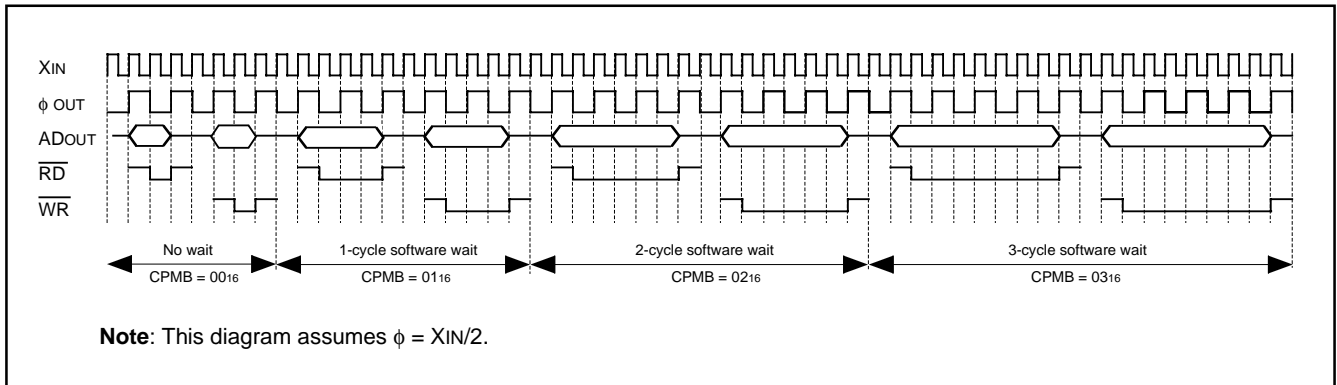 XIN
ϕ OUT
ADOUT
RD
WR
No wait
CPMB = 0016
1-cycle software wait
CPMB = 0116
2-cycle software wait
CPMB = 0216
3-cycle software wait
CPMB = 0316
Note: This diagram assumes ϕ = XIN/2.